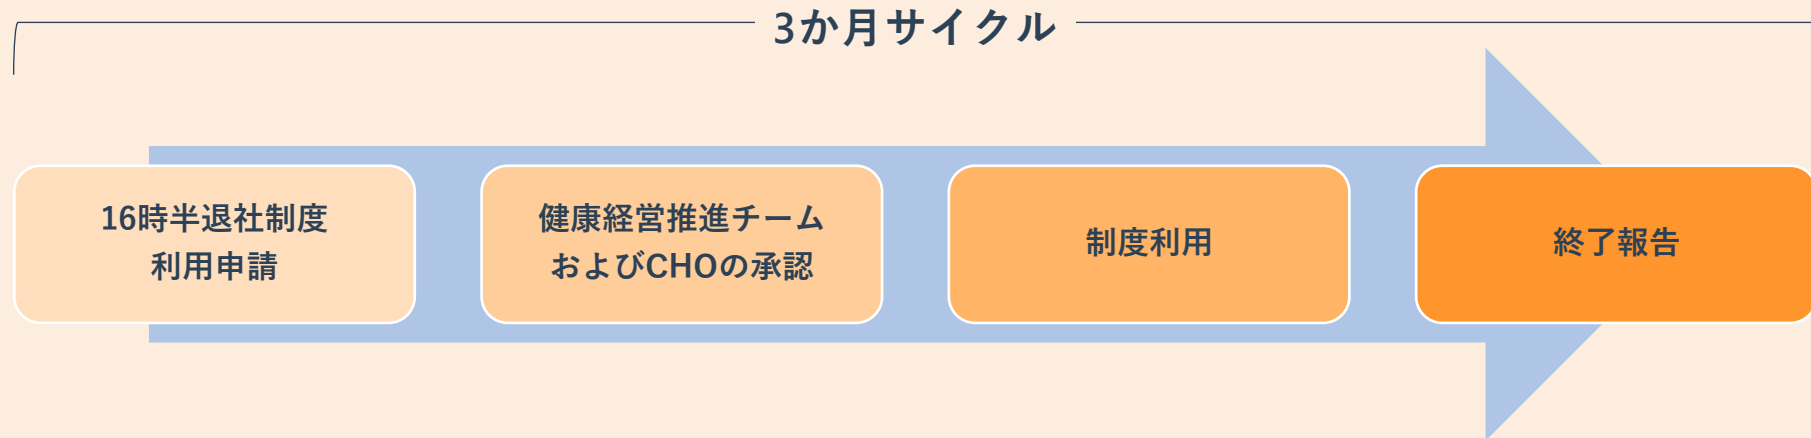 3か月サイクル
16時半退社制度
利用申請
健康経営推進チーム
およびCHOの承認
制度利用
終了報告